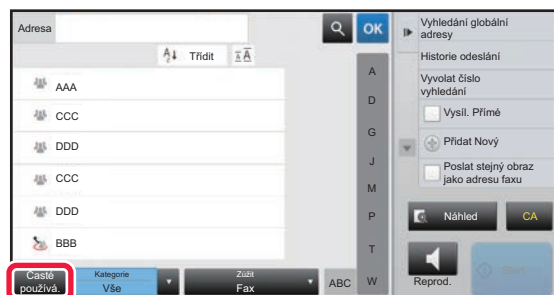 Adresa
OK
Třídit
AAA
CCC
DDD
CCC
DDD
BBB
A
D
G
J
M
P
T
W
Časté
používá.
Kategorie
Vše
Zúžit
Fax
ABC
Vyhledání globální
adresy
Historie odeslání
Vyvolat číslo
vyhledání
Vysíl. Přímé
Přidat Nový
Poslat stejný obraz
jako adresu faxu
Náhled
CA
Reprod.
Start